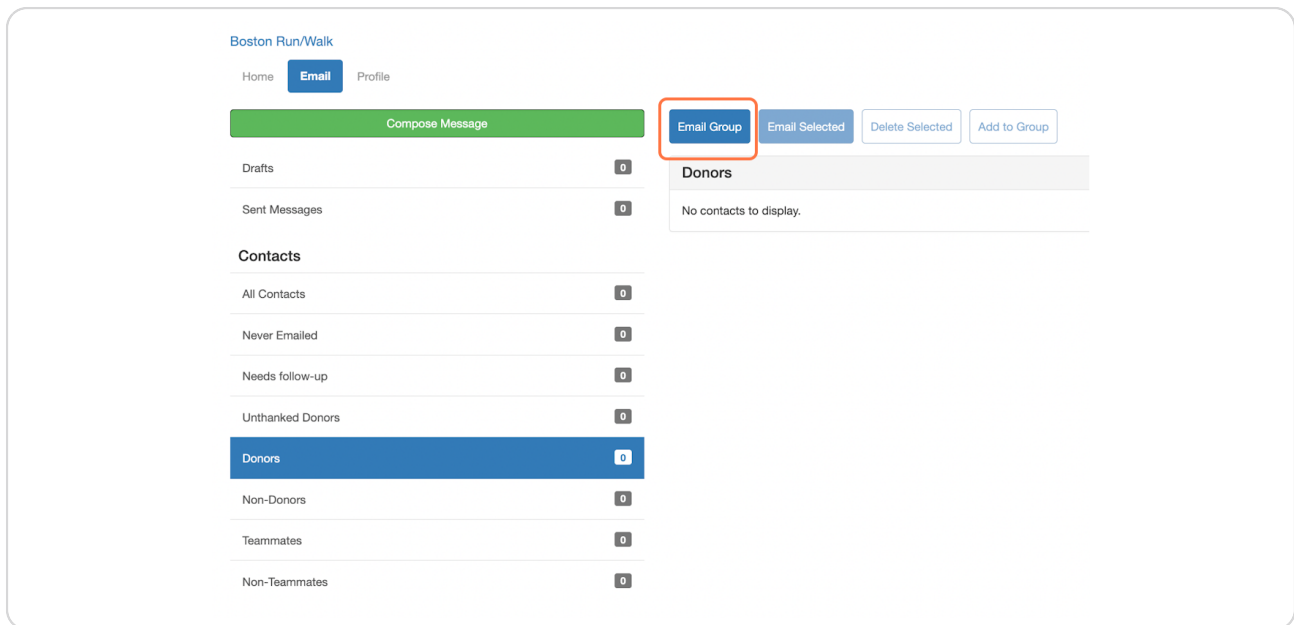 Boston Run/Walk
Home Email Profile
Compose Message
Drafts 0
Sent Messages 0
Contacts
All Contacts 0
Never Emailed 0
Needs follow-up 0
Unthanked Donors 0
Donors 0
Non-Donors 0
Teammates 0
Non-Teammates 0
Email Group Email Selected Delete Selected Add to Group
Donors
No contacts to display.